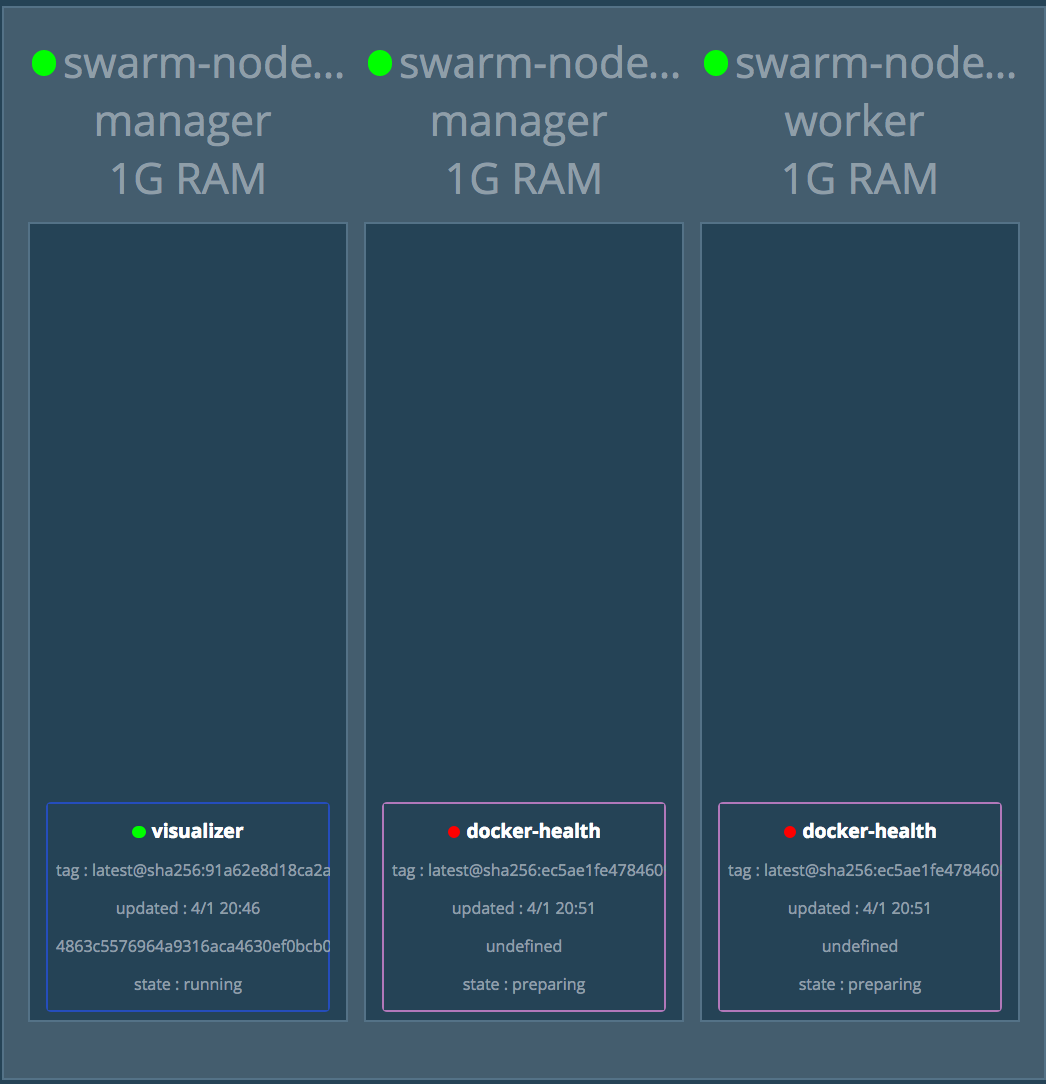 swarm-node...
manager
1G RAM
visualizer
tag : latest@sha256:91a62e8d18ca2a
updated : 4/1 20:46
4863c5576964a9316aca4630ef0bcb0
state : running
swarm-node...
manager
1G RAM
docker-health
tag : latest@sha256:ec5ae1fe478460
updated : 4/1 20:51
undefined
state : preparing
swarm-node...
worker
1G RAM
docker-health
tag : latest@sha256:ec5ae1fe478460
updated : 4/1 20:51
undefined
state : preparing